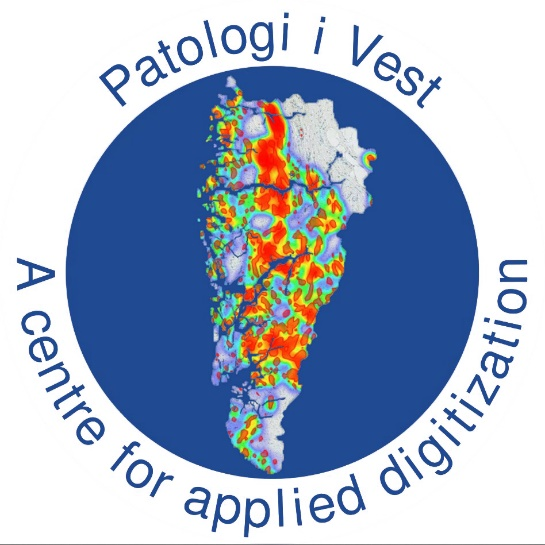 Patologi i Vest
A centre for applied digitization